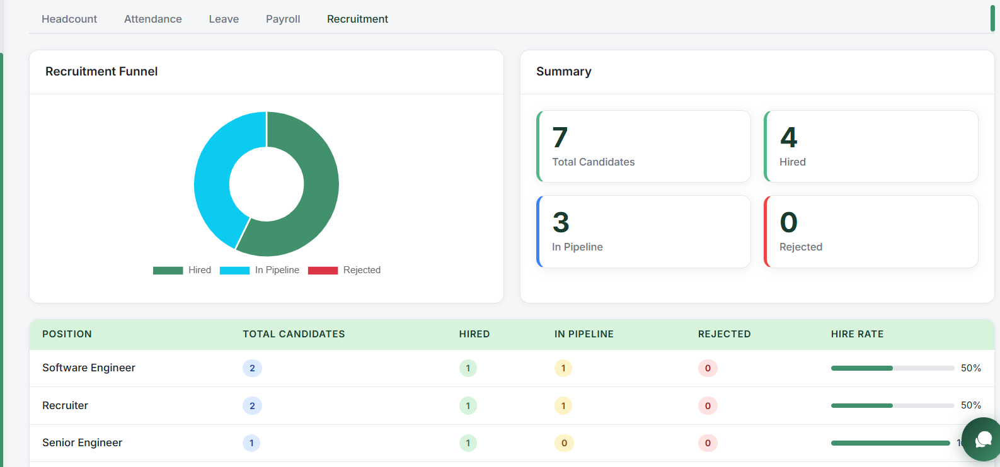 Headcount Attendance Leave Payroll Recruitment
Recruitment Funnel
Hired In Pipeline Rejected
Summary
7
Total Candidates
4
Hired
3
In Pipeline
0
Rejected
POSITION TOTAL CANDIDATES HIRED IN PIPELINE REJECTED HIRE RATE
Software Engineer 2 1 1 0 50%
Recruiter 2 1 1 0 50%
Senior Engineer 1 1 0 0